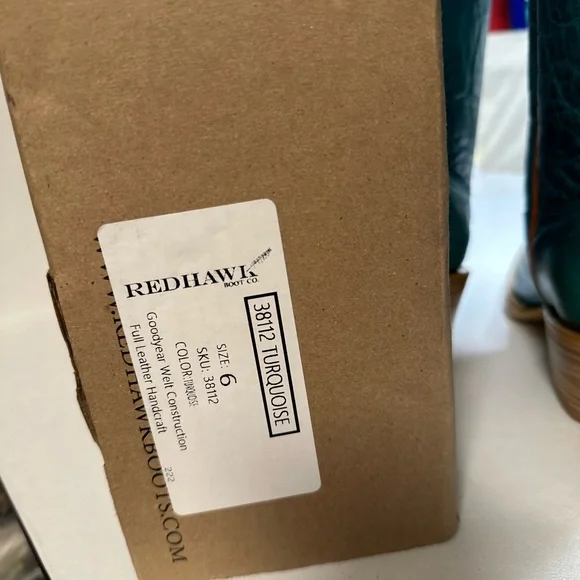 REDHAWK
BOOT CO.
38112 TURQUOISE
SIZE: 6
SKU: 38112
COLOR: TURQUOISE
Goodyear Welt Construction
Full Leather Handcraft
222
WWW.REDHAWKBOOTS.COM